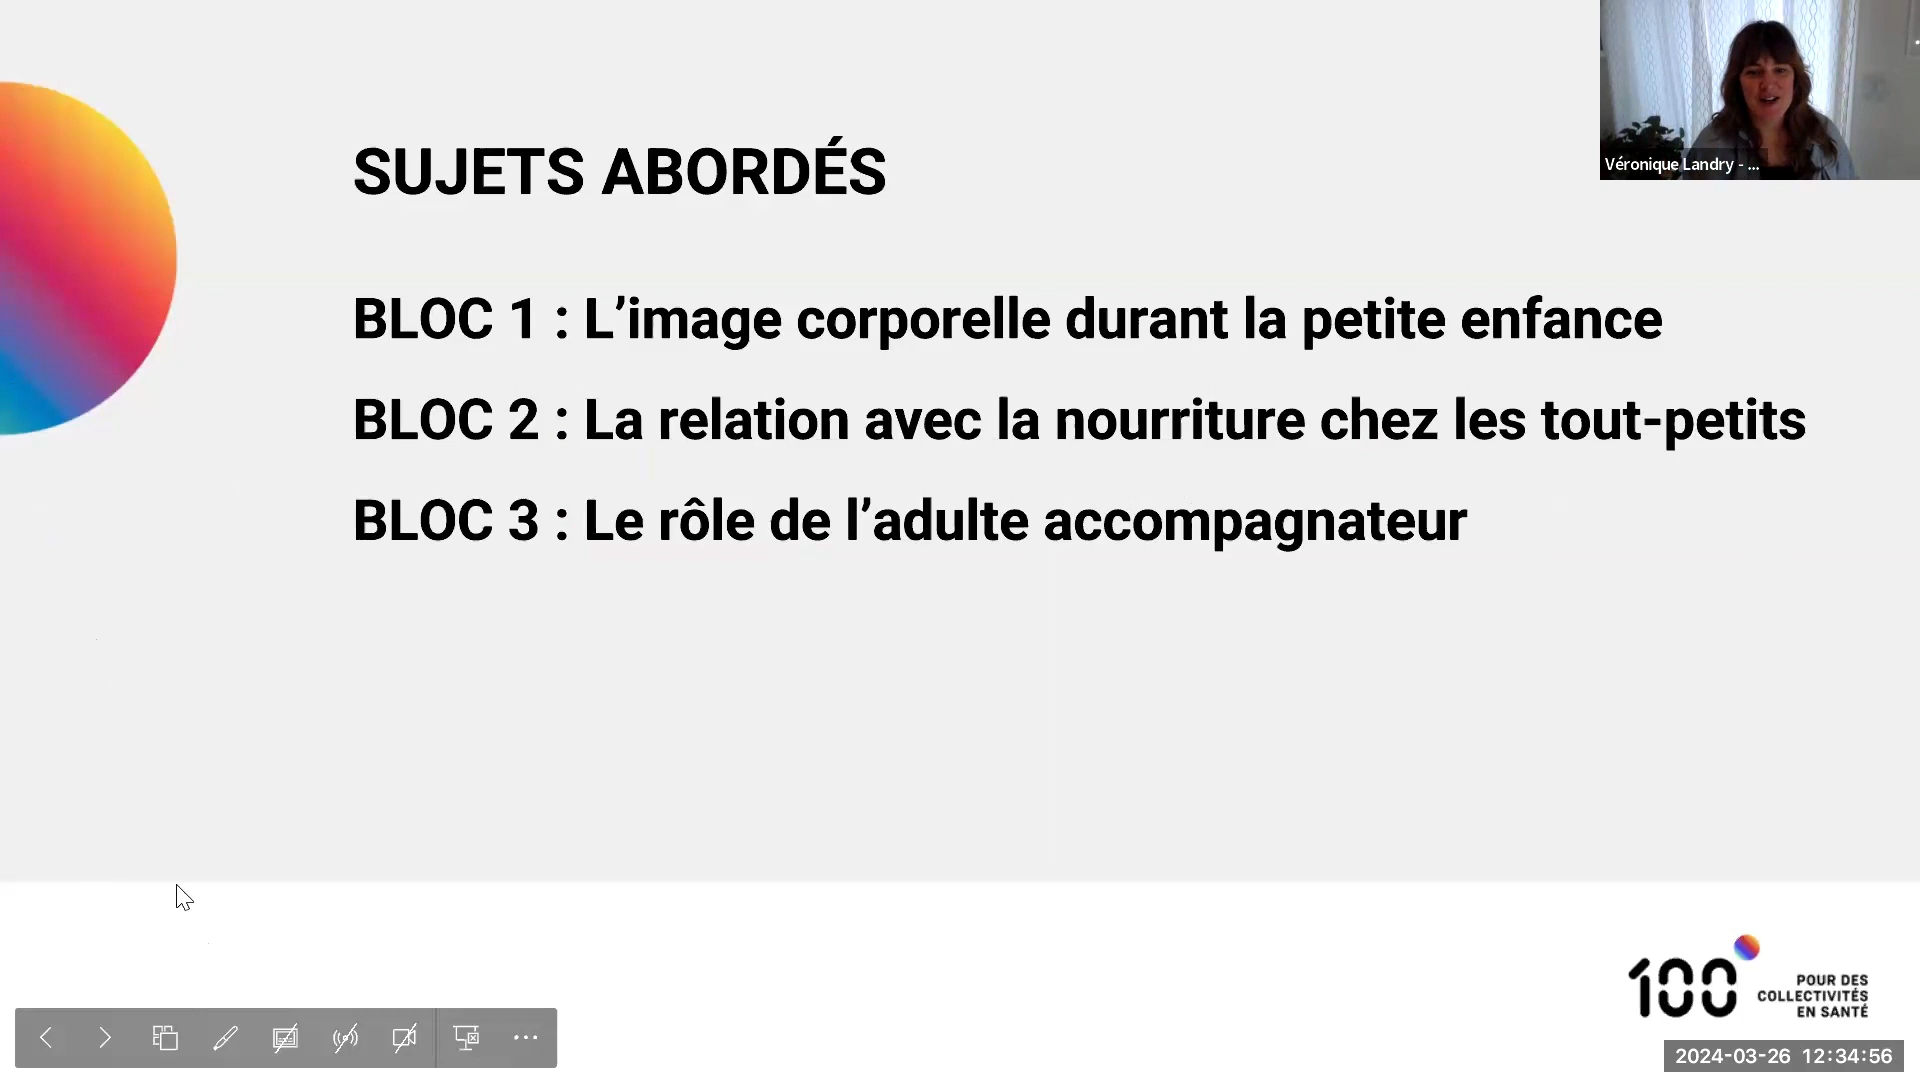 SUJETS ABORDÉS
BLOC 1 : L’image corporelle durant la petite enfance
BLOC 2 : La relation avec la nourriture chez les tout-petits
BLOC 3 : Le rôle de l’adulte accompagnateur
Véronique Landry - ...
100° POUR DES
COLLECTIVITÉS
EN SANTÉ
2024-03-26 12:34:56